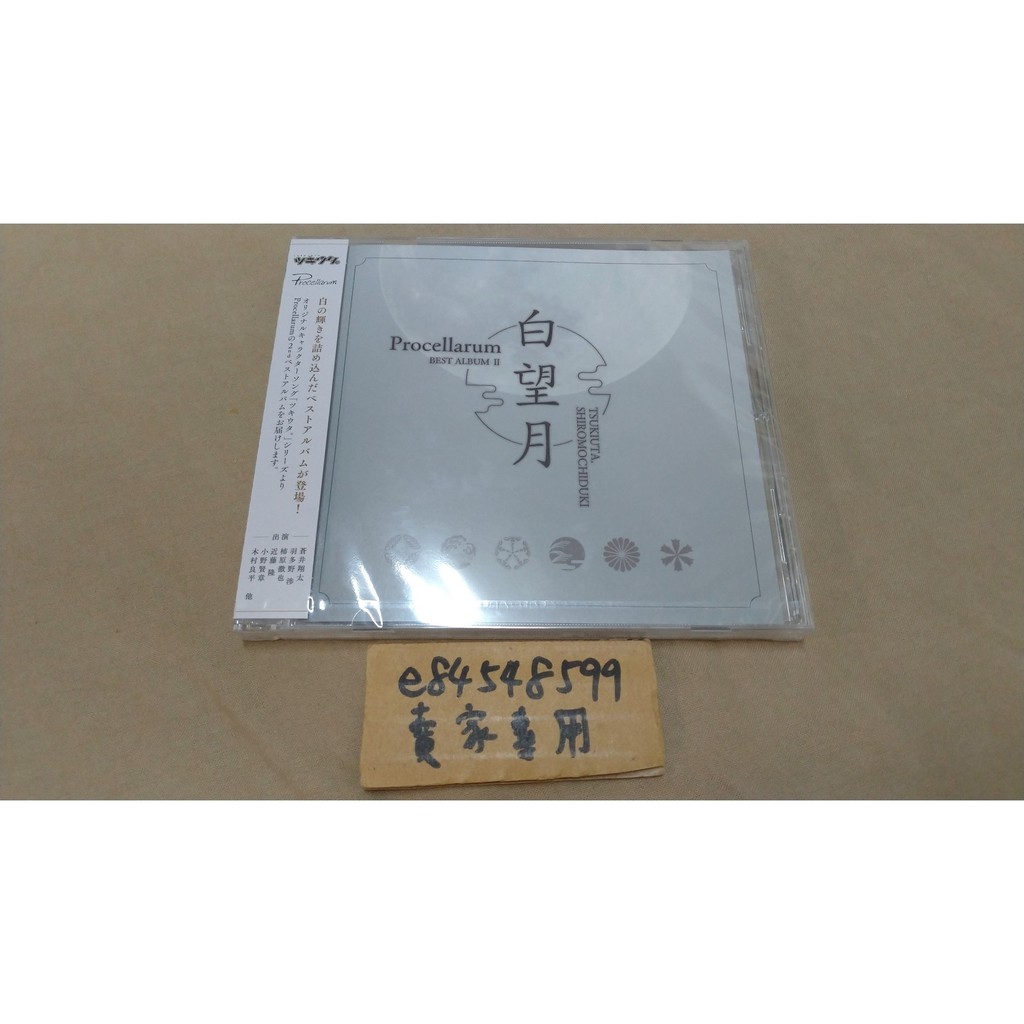 ツキウタ。
Procellarum
白の輝きを詰め込んだベストアルバムが登場！
オリジナルキャラクターソング「ツキウタ。」シリーズより
Procellarumの2ndベストアルバムをお届けします。
出演
蒼井翔太
羽多野渉
柿原徹也
近藤隆
小野賢章
木村良平
他
Procellarum
BEST ALBUM II
白望月
TSUKIUTA.
SHIROMOCHIDUKI
e84548599
賣家專用